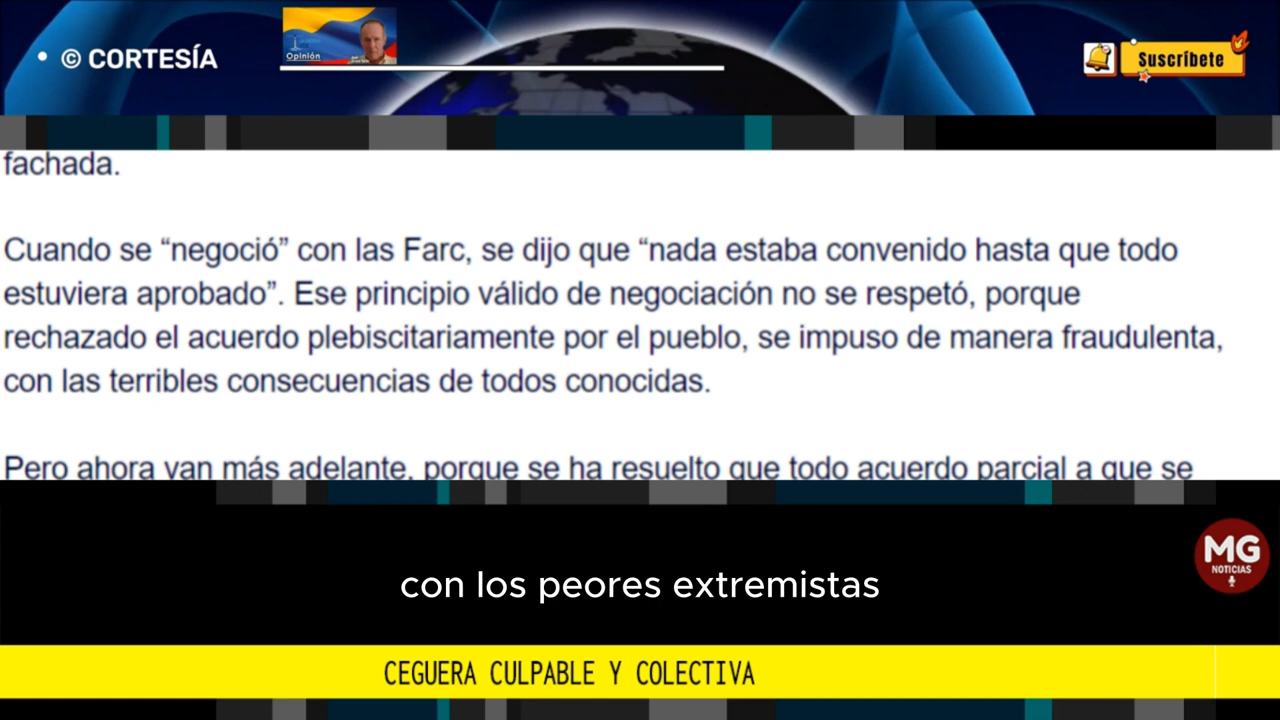 © CORTESÍA
Opinión
Suscríbete
fachada.
Cuando se “negoció” con las Farc, se dijo que “nada estaba convenido hasta que todo
estuviera aprobado”. Ese principio válido de negociación no se respetó, porque
rechazado el acuerdo plebiscitariamente por el pueblo, se impuso de manera fraudulenta,
con las terribles consecuencias de todos conocidas.
Pero ahora van más adelante, porque se ha resuelto que todo acuerdo parcial a que se
con los peores extremistas
MG
NOTICIAS
CEGUERA CULPABLE Y COLECTIVA